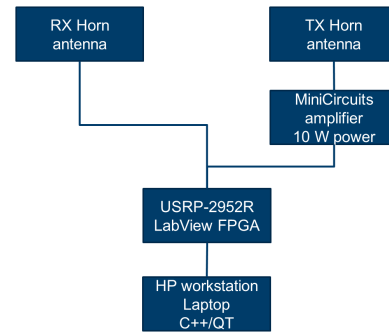 RX Horn
antenna
TX Horn
antenna
MiniCircuits
amplifier
10 W power
USRP-2952R
LabView FPGA
HP workstation
Laptop
C++/QT